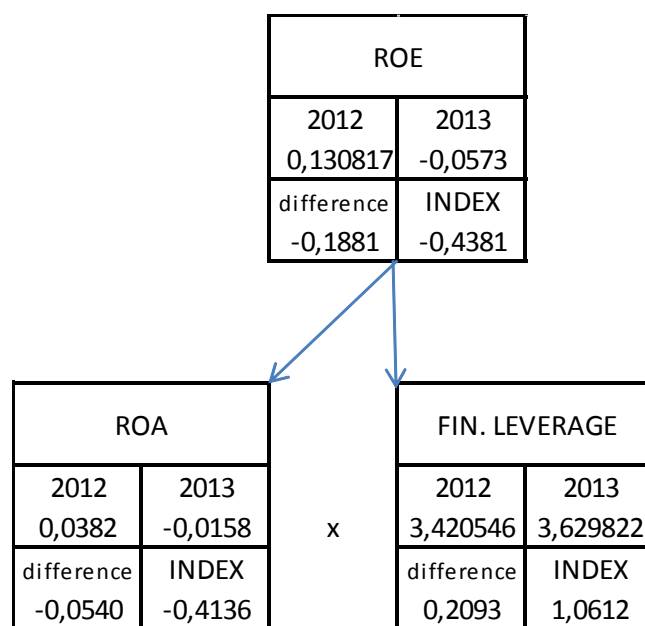 ROE
2012 2013
0,130817 -0,0573
difference INDEX
-0,1881 -0,4381
ROA
2012 2013
0,0382 -0,0158
difference INDEX
-0,0540 -0,4136
x
FIN. LEVERAGE
2012 2013
3,420546 3,629822
difference INDEX
0,2093 1,0612